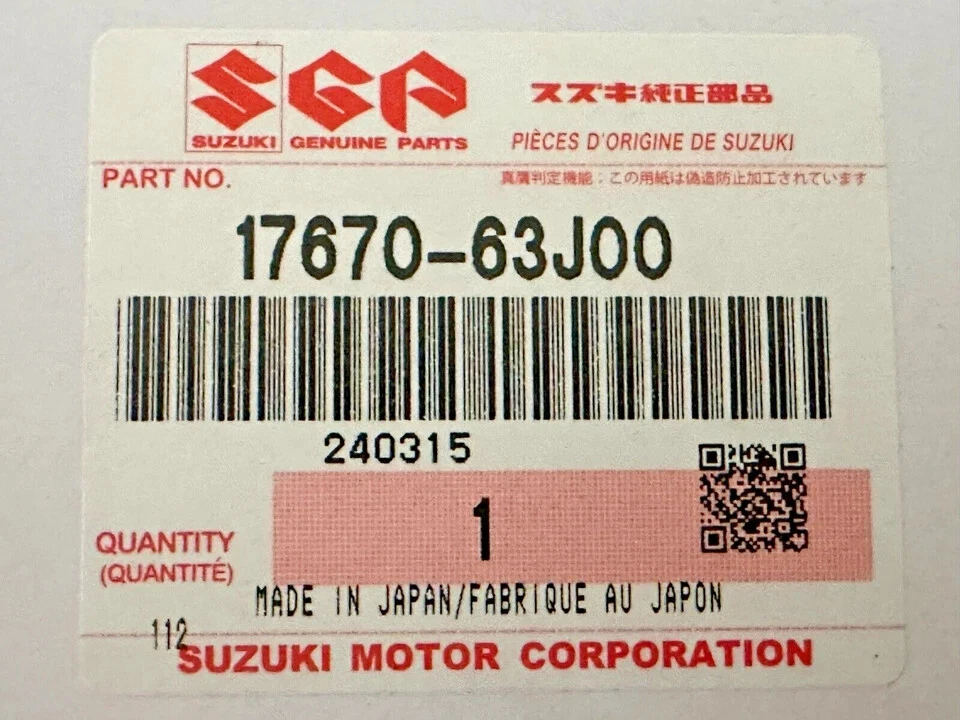 SGP
SUZUKI GENUINE PARTS
スズキ純正部品
PIÈCES D'ORIGINE DE SUZUKI
PART NO.
真贋判定機能:この用紙は偽造防止加工されています
17670-63J00
240315
1
QUANTITY
(QUANTITÉ)
MADE IN JAPAN/FABRIQUE AU JAPON
112
SUZUKI MOTOR CORPORATION